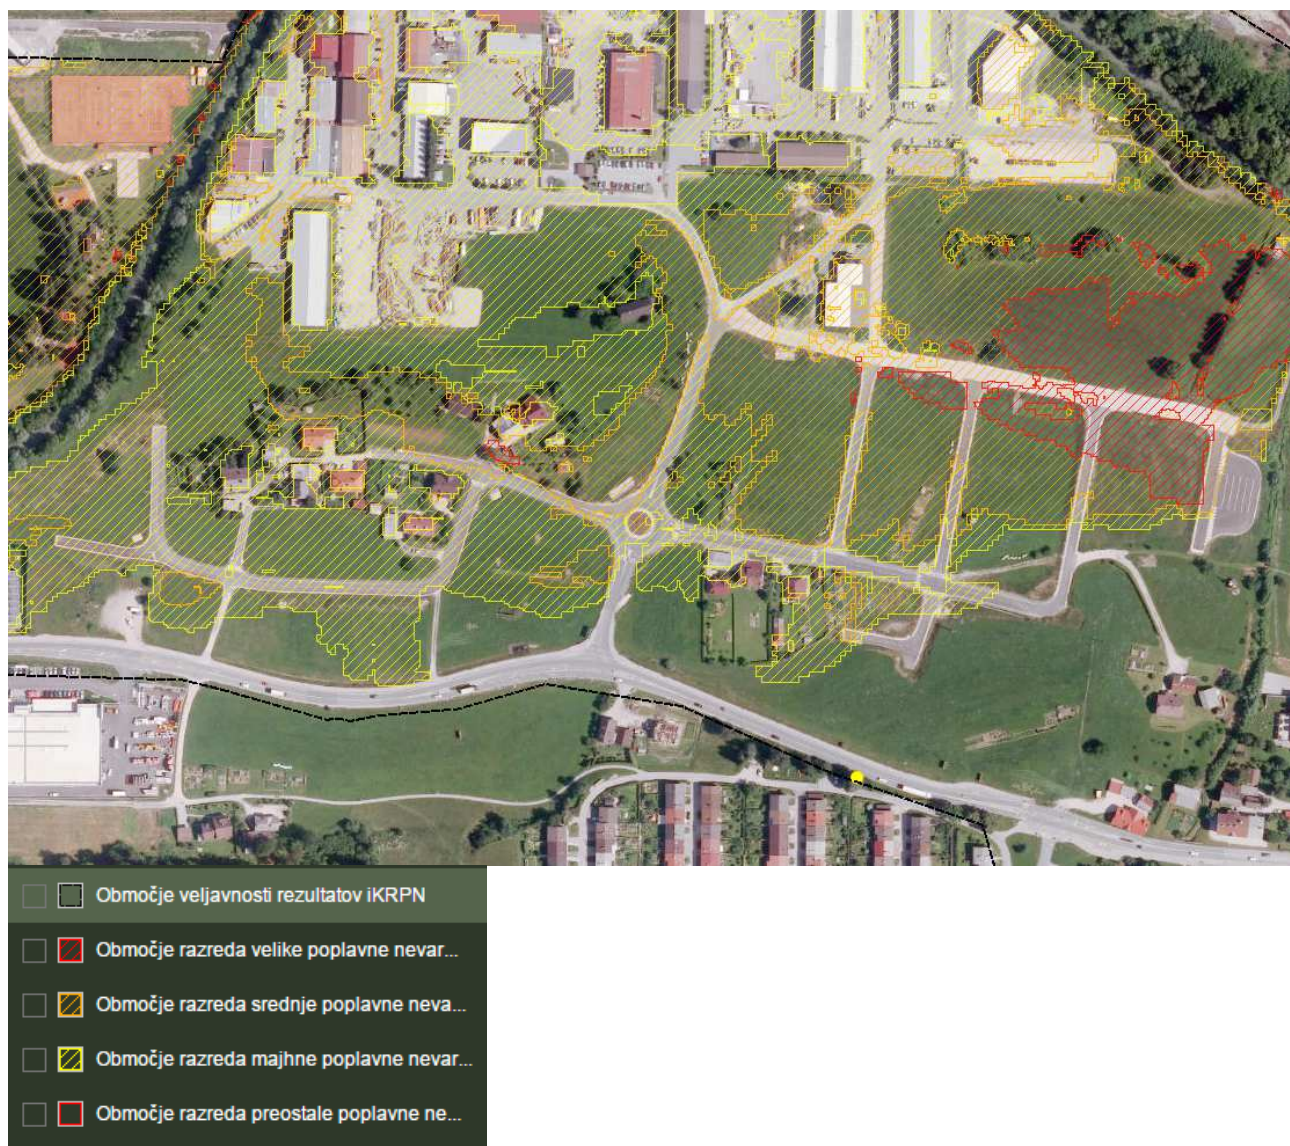 Območje veljavnosti rezultatov iKRPN
Območje razreda velike poplavne nevar...
Območje razreda srednje poplavne neva...
Območje razreda majhne poplavne nevar...
Območje razreda preostale poplavne ne...